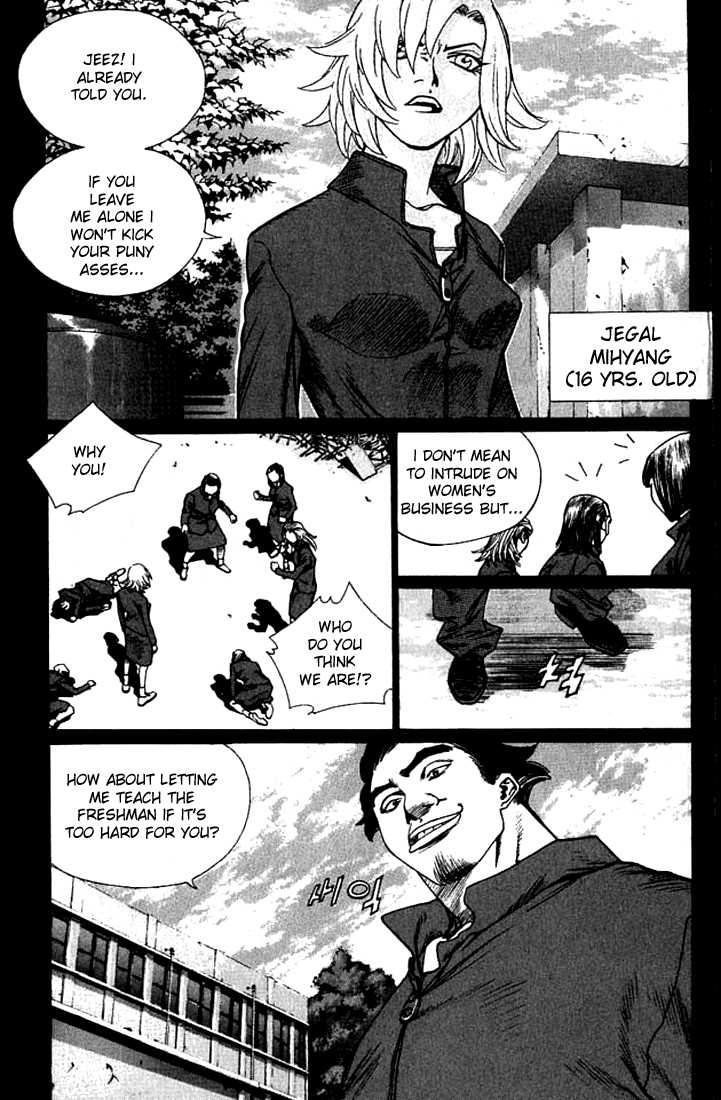 JEEZ! I
ALREADY
TOLD YOU.
IF YOU
LEAVE
ME ALONE I
WON'T KICK
YOUR PUNY
ASSES...
JEGAL
MIHYANG
(16 YRS. OLD)
WHY
YOU!
WHO
DO YOU
THINK
WE ARE!?
I DON'T MEAN
TO INTRUDE ON
WOMEN'S
BUSINESS BUT...
저
벅
HOW ABOUT LETTING
ME TEACH THE
FRESHMAN IF IT'S
TOO HARD FOR YOU?
씨익